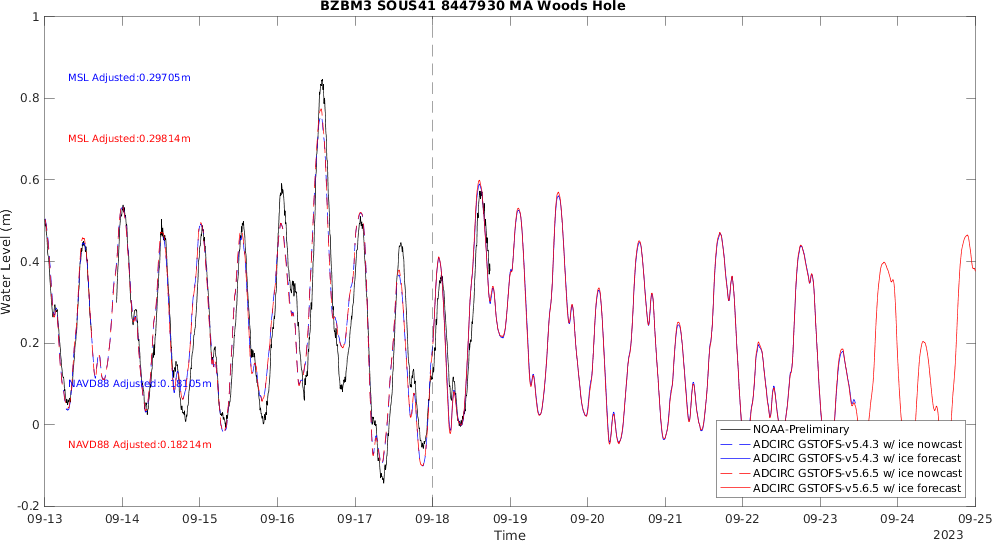 BZBM3 SOUS41 8447930 MA Woods Hole
1
0.8
0.6
0.4
0.2
0
-0.2
Water Level (m)
MSL Adjusted:0.29705m
MSL Adjusted:0.29814m
NAVD88 Adjusted:0.18105m
NAVD88 Adjusted:0.18214m
NOAA-Preliminary
ADCIRC GSTOFS-v5.4.3 w/ ice nowcast
ADCIRC GSTOFS-v5.4.3 w/ ice forecast
ADCIRC GSTOFS-v5.6.5 w/ ice nowcast
ADCIRC GSTOFS-v5.6.5 w/ ice forecast
09-13 09-14 09-15 09-16 09-17 09-18 09-19 09-20 09-21 09-22 09-23 09-24 09-25
Time
2023